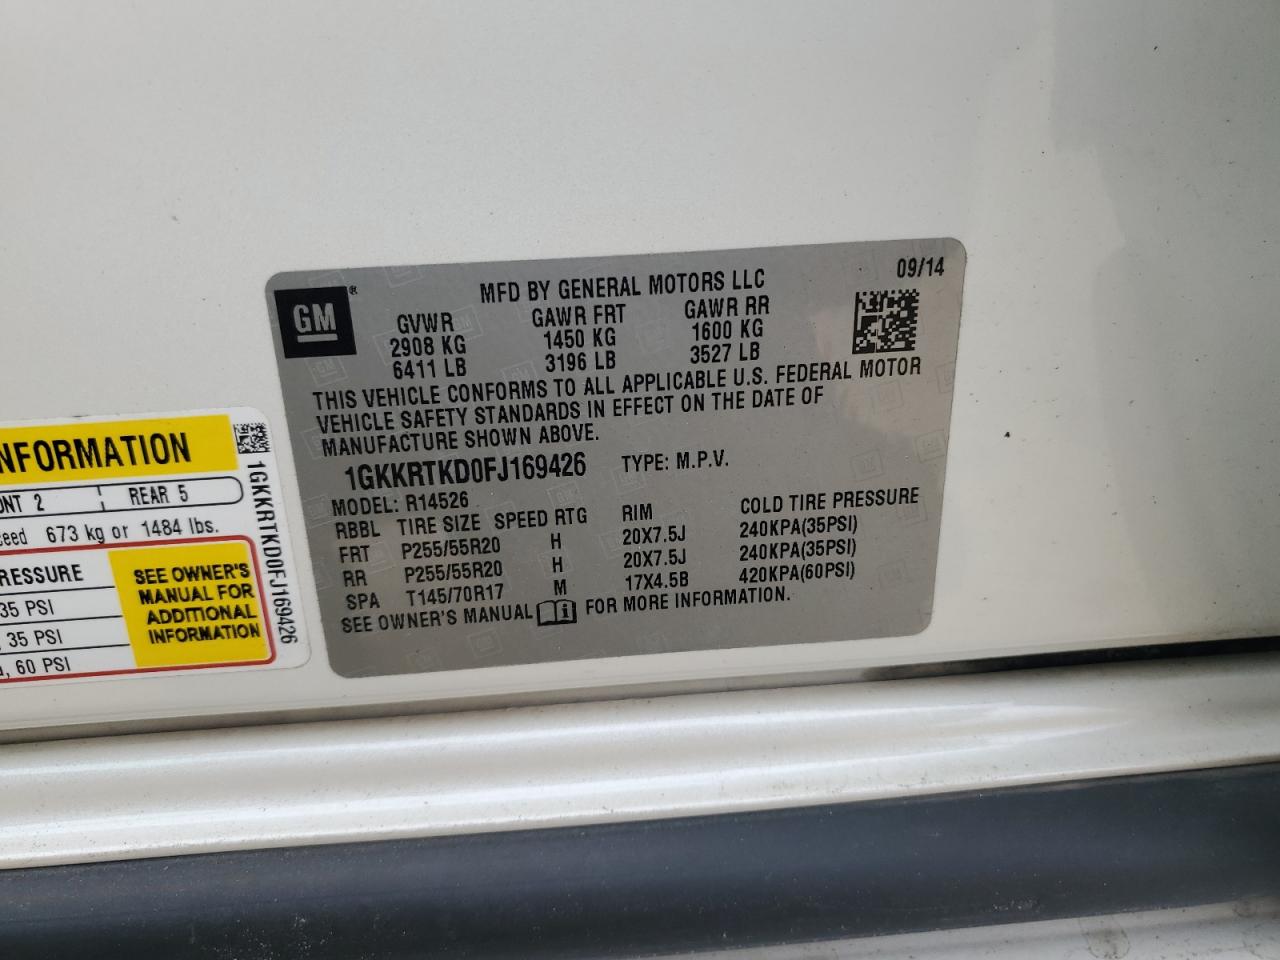 GM®
MFD BY GENERAL MOTORS LLC
09/14
GVWR GAWR FRT GAWR RR
2908 KG 1450 KG 1600 KG
6411 LB 3196 LB 3527 LB
THIS VEHICLE CONFORMS TO ALL APPLICABLE U.S. FEDERAL MOTOR
VEHICLE SAFETY STANDARDS IN EFFECT ON THE DATE OF
MANUFACTURE SHOWN ABOVE.
1GKKRTKD0FJ169426 TYPE: M.P.V.
MODEL: R14526
RBBL TIRE SIZE SPEED RTG RIM COLD TIRE PRESSURE
FRT P255/55R20 H 20X7.5J 240KPA(35PSI)
RR P255/55R20 H 20X7.5J 240KPA(35PSI)
SPA T145/70R17 M 17X4.5B 420KPA(60PSI)
SEE OWNER'S MANUAL FOR MORE INFORMATION.
NFORMATION
NT 2 REAR 5
ceed 673 kg or 1484 lbs.
RESSURE
35 PSI
, 35 PSI
, 60 PSI
SEE OWNER'S
MANUAL FOR
ADDITIONAL
INFORMATION
1GKKRTKD0FJ169426